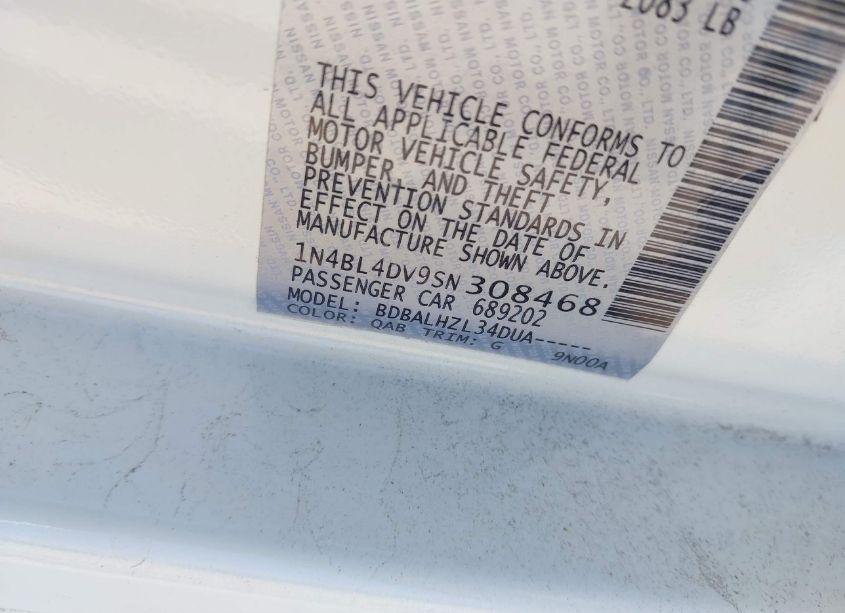 2083 LB
THIS VEHICLE CONFORMS TO
ALL APPLICABLE FEDERAL
MOTOR VEHICLE SAFETY,
BUMPER, AND THEFT
PREVENTION STANDARDS IN
EFFECT ON THE DATE OF
MANUFACTURE SHOWN ABOVE.
1N4BL4DV9SN308468
PASSENGER CAR 689202
MODEL: BDBALHZL34DUA------
COLOR: QAB TRIM: G 9N00A